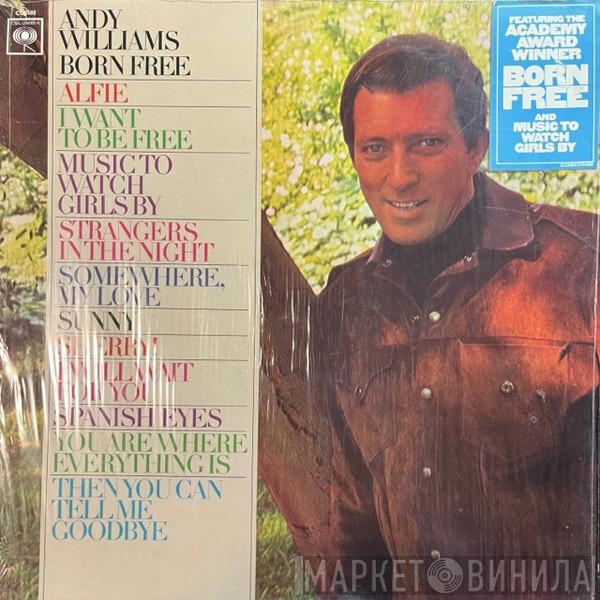 COLUMBIA
ANDY
WILLIAMS
BORN FREE
ALFIE
I WANT
TO BE FREE
MUSIC TO
WATCH
GIRLS BY
STRANGERS
IN THE NIGHT
SOMEWHERE,
MY LOVE
SUNNY
SHERRY!
I WILL WAIT
FOR YOU
SPANISH EYES
YOU ARE WHERE
EVERYTHING IS
THEN YOU CAN
TELL ME
GOODBYE
FEATURING THE
ACADEMY
AWARD
WINNER
BORN
FREE
AND
MUSIC TO
WATCH
GIRLS BY
МАРКЕТ ВИНИЛА